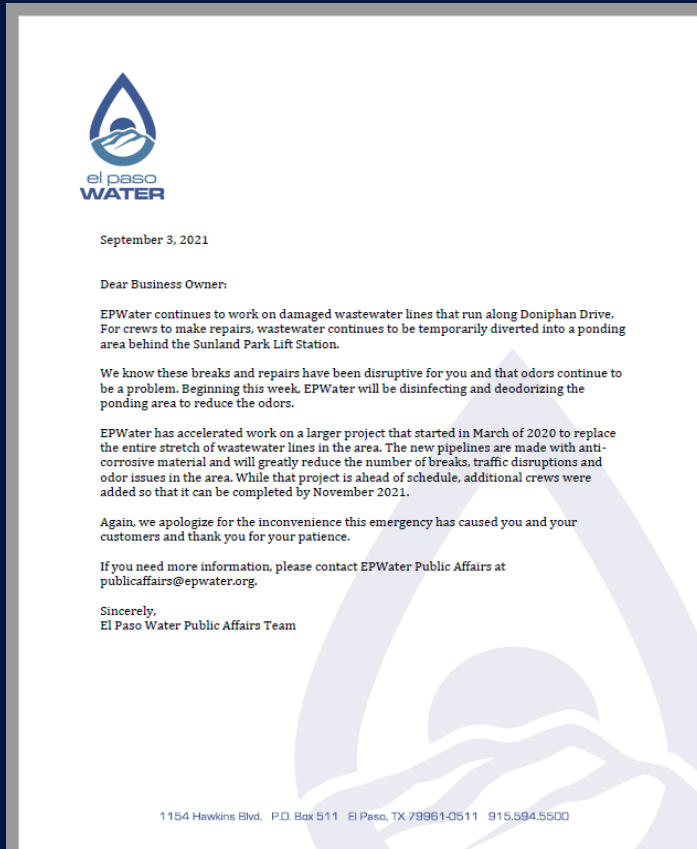 el paso
WATER
September 3, 2021
Dear Business Owner:
EPWater continues to work on damaged wastewater lines that run along Doniphan Drive.
For crews to make repairs, wastewater continues to be temporarily diverted into a ponding
area behind the Sunland Park Lift Station.
We know these breaks and repairs have been disruptive for you and that odors continue to
be a problem. Beginning this week, EPWater will be disinfecting and deodorizing the
ponding area to reduce the odors.
EPWater has accelerated work on a larger project that started in March of 2020 to replace
the entire stretch of wastewater lines in the area. The new pipelines are made with anti-
corrosive material and will greatly reduce the number of breaks, traffic disruptions and
odor issues in the area. While that project is ahead of schedule, additional crews were
added so that it can be completed by November 2021.
Again, we apologize for the inconvenience this emergency has caused you and your
customers and thank you for your patience.
If you need more information, please contact EPWater Public Affairs at
publicaffairs@epwater.org.
Sincerely,
El Paso Water Public Affairs Team
1154 Hawkins Blvd. P.O. Box 511 El Paso, TX 79961-0511 915.594.5500